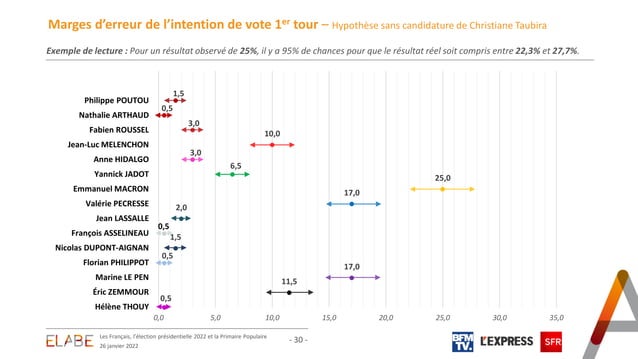 Marges d’erreur de l’intention de vote 1er tour – Hypothèse sans candidature de Christiane Taubira
Exemple de lecture : Pour un résultat observé de 25%, il y a 95% de chances pour que le résultat réel soit compris entre 22,3% et 27,7%.
Philippe POUTOU 1,5
Nathalie ARTHAUD 0,5
Fabien ROUSSEL 3,0
Jean-Luc MELENCHON 10,0
Anne HIDALGO 3,0
Yannick JADOT 6,5
Emmanuel MACRON 25,0
Valérie PECRESSE 17,0
Jean LASSALLE 2,0
François ASSELINEAU 0,5
Nicolas DUPONT-AIGNAN 1,5
Florian PHILIPPOT 0,5
Marine LE PEN 17,0
Éric ZEMMOUR 11,5
Hélène THOUY 0,5
0,0 5,0 10,0 15,0 20,0 25,0 30,0 35,0
ELABE
Les Français, l’élection présidentielle 2022 et la Primaire Populaire
26 janvier 2022
- 30 -
BFM
TV.
L'EXPRESS
SFR